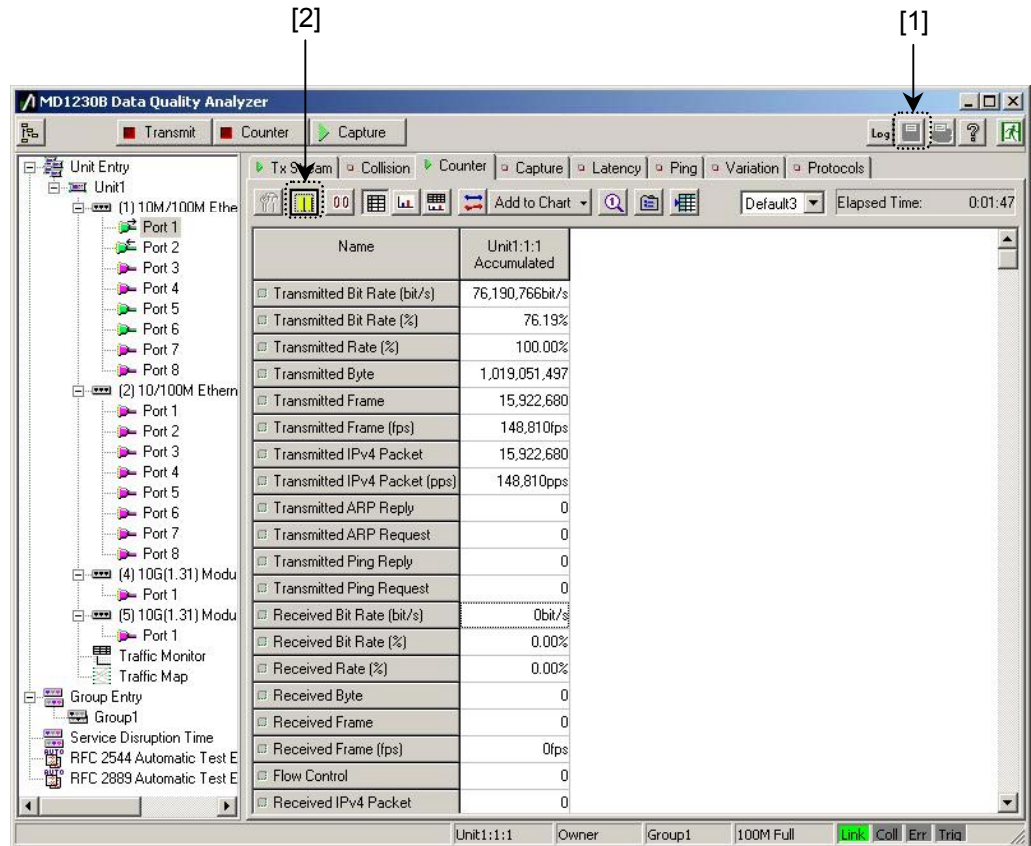 [2]
[1]
MD1230B Data Quality Analyzer
Transmit
Counter
Capture
Log
?
Unit Entry
Unit1
(1) 10M/100M Ethe
Port 1
Port 2
Port 3
Port 4
Port 5
Port 6
Port 7
Port 8
(2) 10/100M Ethern
Port 1
Port 2
Port 3
Port 4
Port 5
Port 6
Port 7
Port 8
(4) 10G(1.31) Modu
Port 1
(5) 10G(1.31) Modu
Port 1
Traffic Monitor
Traffic Map
Group Entry
Group1
Service Disruption Time
RFC 2544 Automatic Test E
RFC 2889 Automatic Test E
Tx S am Collision Counter Capture Latency Ping Variation Protocols
00 Add to Chart Default3 Elapsed Time: 0:01:47
Name Unit1:1:1
Accumulated
Transmitted Bit Rate (bit/s) 76,190,766bit/s
Transmitted Bit Rate (%) 76.19%
Transmitted Rate (%) 100.00%
Transmitted Byte 1,019,051,497
Transmitted Frame 15,922,680
Transmitted Frame (fps) 148,810fps
Transmitted IPv4 Packet 15,922,680
Transmitted IPv4 Packet (pps) 148,810pps
Transmitted ARP Reply 0
Transmitted ARP Request 0
Transmitted Ping Reply 0
Transmitted Ping Request 0
Received Bit Rate (bit/s) 0bit/s
Received Bit Rate (%) 0.00%
Received Rate (%) 0.00%
Received Byte 0
Received Frame 0
Received Frame (fps) 0fps
Flow Control 0
Received IPv4 Packet 0
Unit1:1:1 Owner Group1 100M Full Link Coll Err Trig